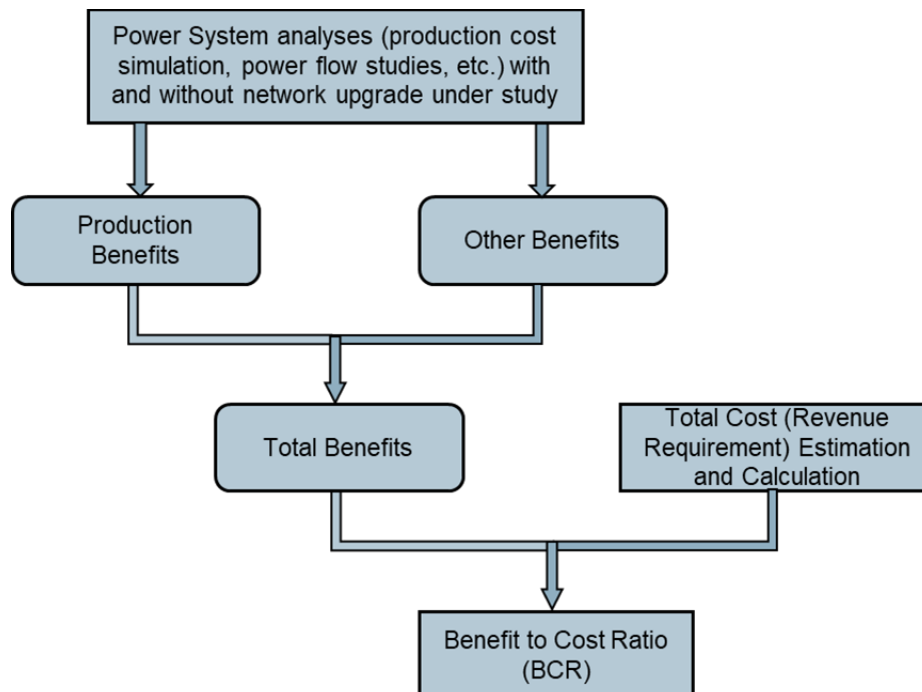 Power System analyses (production cost
simulation, power flow studies, etc.) with
and without network upgrade under study
Production
Benefits
Other Benefits
Total Benefits
Total Cost (Revenue
Requirement) Estimation
and Calculation
Benefit to Cost Ratio
(BCR)